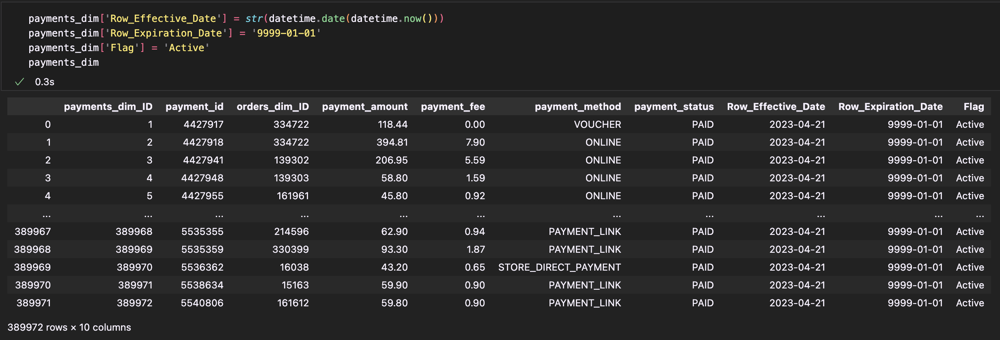 payments_dim['Row_Effective_Date'] = str(datetime.date(datetime.now()))
payments_dim['Row_Expiration_Date'] = '9999-01-01'
payments_dim['Flag'] = 'Active'
payments_dim
✓ 0.3s
payments_dim_ID payment_id orders_dim_ID payment_amount payment_fee payment_method payment_status Row_Effective_Date Row_Expiration_Date Flag
0 1 4427917 334722 118.44 0.00 VOUCHER PAID 2023-04-21 9999-01-01 Active
1 2 4427918 334722 394.81 7.90 ONLINE PAID 2023-04-21 9999-01-01 Active
2 3 4427941 139302 206.95 5.59 ONLINE PAID 2023-04-21 9999-01-01 Active
3 4 4427948 139303 58.80 1.59 ONLINE PAID 2023-04-21 9999-01-01 Active
4 5 4427955 161961 45.80 0.92 ONLINE PAID 2023-04-21 9999-01-01 Active
... ... ... ... ... ... ... ... ... ... ...
389967 389968 5535355 214596 62.90 0.94 PAYMENT_LINK PAID 2023-04-21 9999-01-01 Active
389968 389969 5535359 330399 93.30 1.87 PAYMENT_LINK PAID 2023-04-21 9999-01-01 Active
389969 389970 5536362 16038 43.20 0.65 STORE_DIRECT_PAYMENT PAID 2023-04-21 9999-01-01 Active
389970 389971 5538634 15163 59.90 0.90 PAYMENT_LINK PAID 2023-04-21 9999-01-01 Active
389971 389972 5540806 161612 59.80 0.90 PAYMENT_LINK PAID 2023-04-21 9999-01-01 Active
389972 rows × 10 columns